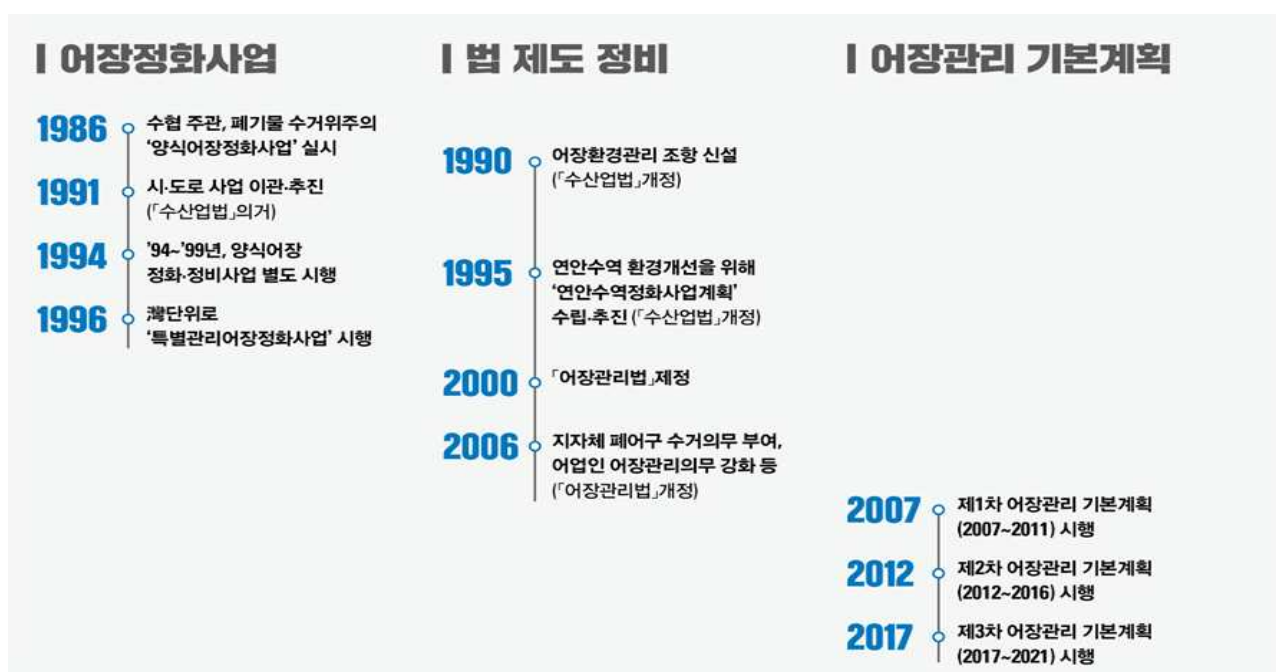 어장정화사업
1986
수협 주관, 폐기물 수거위주의
‘양식어장정화사업’ 실시
1991
시·도로 사업 이관·추진
(「수산업법」의거)
1994
’94~’99년, 양식어장
정화·정비사업 별도 시행
1996
灣단위로
‘특별관리어장정화사업’ 시행
법 제도 정비
1990
어장환경관리 조항 신설
(「수산업법」개정)
1995
연안수역 환경개선을 위해
‘연안수역정화사업계획’
수립·추진 (「수산업법」개정)
2000
「어장관리법」제정
2006
지자체 폐어구 수거의무 부여,
어업인 어장관리의무 강화 등
(「어장관리법」개정)
어장관리 기본계획
2007
제1차 어장관리 기본계획
(2007~2011) 시행
2012
제2차 어장관리 기본계획
(2012~2016) 시행
2017
제3차 어장관리 기본계획
(2017~2021) 시행